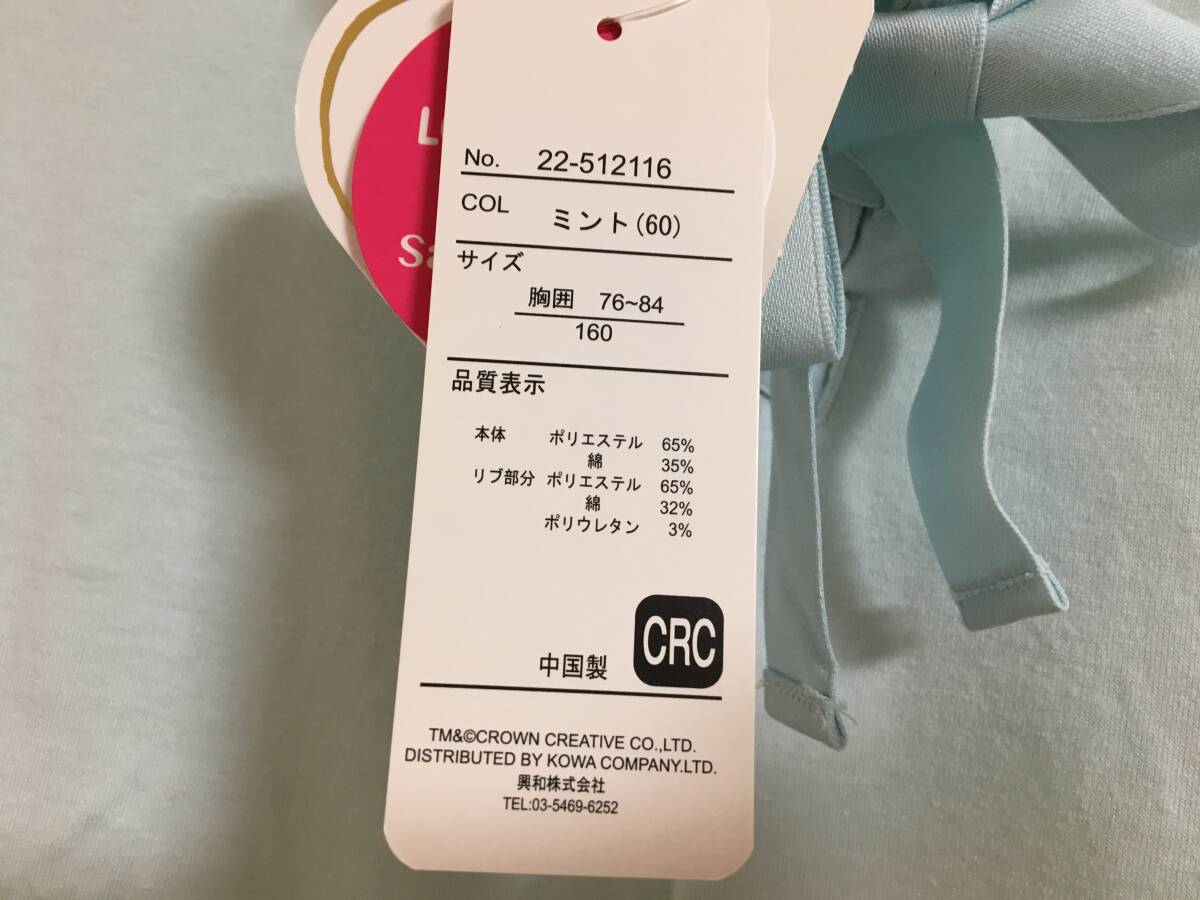 No. 22-512116
COL ミント(60)
サイズ
胸囲 76~84
160
品質表示
本体 ポリエステル 65%
綿 35%
リブ部分 ポリエステル 65%
綿 32%
ポリウレタン 3%
CRC
中国製
TM&©CROWN CREATIVE CO.,LTD.
DISTRIBUTED BY KOWA COMPANY.LTD.
興和株式会社
TEL:03-5469-6252